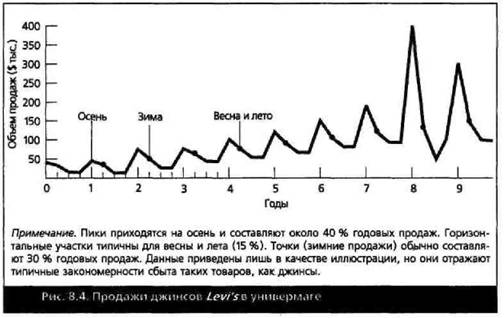 400
350
300
250
200
150
100
50
Объем продаж ($ тыс.)
Осень
Зима
Весна и лето
0 1 2 3 4 5 6 7 8 9
Годы
Примечание. Пики приходятся на осень и составляют около 40 % годовых продаж. Горизон-
тальные участки типичны для весны и лета (15 %). Точки (зимние продажи) обычно составля-
ют 30 % годовых продаж. Данные приведены лишь в качестве иллюстрации, но они отражают
типичные закономерности сбыта таких товаров, как джинсы.
Рис. 8.4. Продажи джинсов Levi's в универмаге